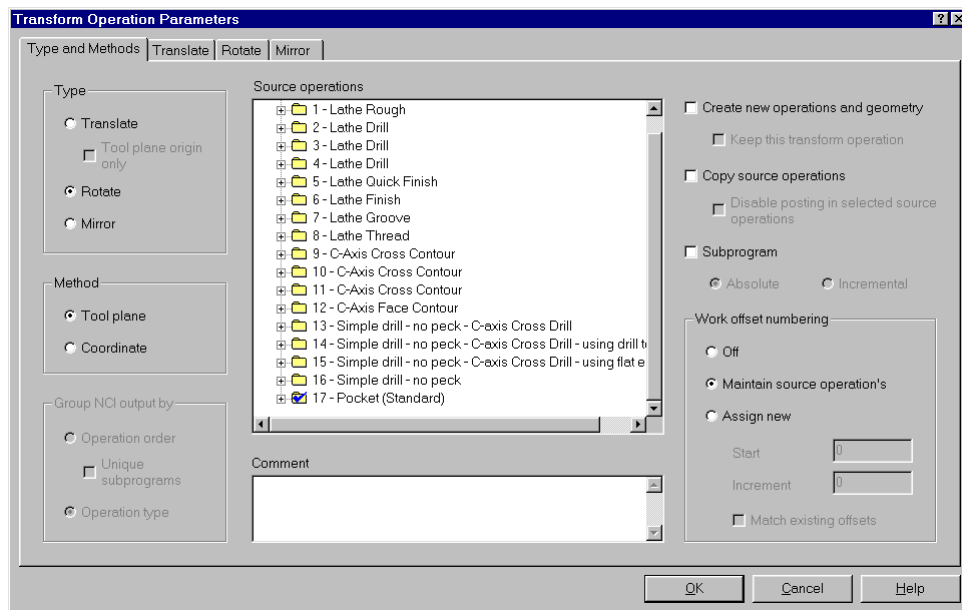 Transform Operation Parameters
Type and Methods
Translate
Rotate
Mirror
Type
Translate
Tool plane origin
only
Rotate
Mirror
Method
Tool plane
Coordinate
Group NCI output by
Operation order
Unique
subprograms
Operation type
Source operations
1 - Lathe Rough
2 - Lathe Drill
3 - Lathe Drill
4 - Lathe Drill
5 - Lathe Quick Finish
6 - Lathe Finish
7 - Lathe Groove
8 - Lathe Thread
9 - C-Axis Cross Contour
10 - C-Axis Cross Contour
11 - C-Axis Cross Contour
12 - C-Axis Face Contour
13 - Simple drill - no peck - C-axis Cross Drill
14 - Simple drill - no peck - C-axis Cross Drill - using drill t
15 - Simple drill - no peck - C-axis Cross Drill - using flat e
16 - Simple drill - no peck
17 - Pocket (Standard)
Comment
Create new operations and geometry
Keep this transform operation
Copy source operations
Disable posting in selected source
operations
Subprogram
Absolute
Incremental
Work offset numbering
Off
Maintain source operation's
Assign new
Start 0
Increment 0
Match existing offsets
OK
Cancel
Help